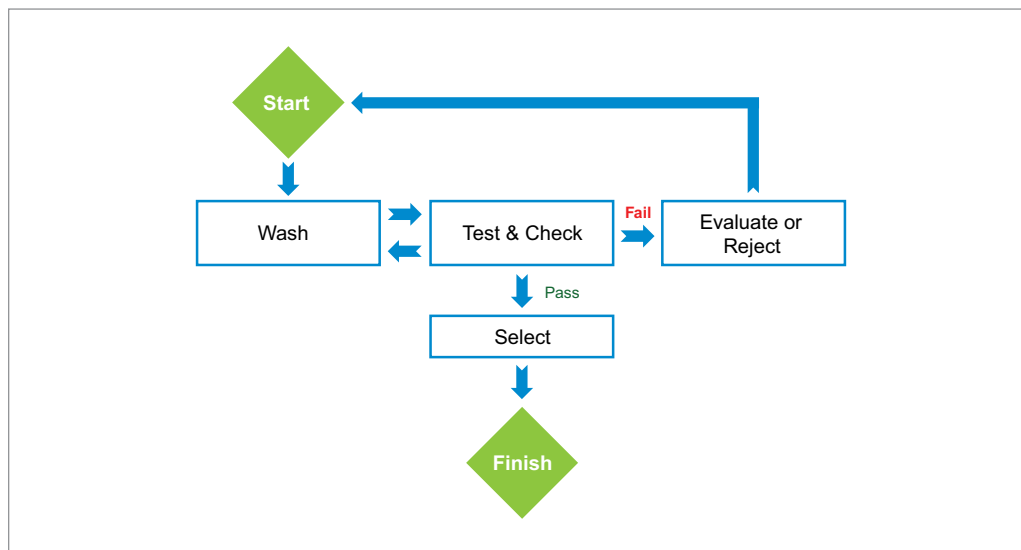 Start
Wash
Test & Check
Fail
Evaluate or
Reject
Pass
Select
Finish